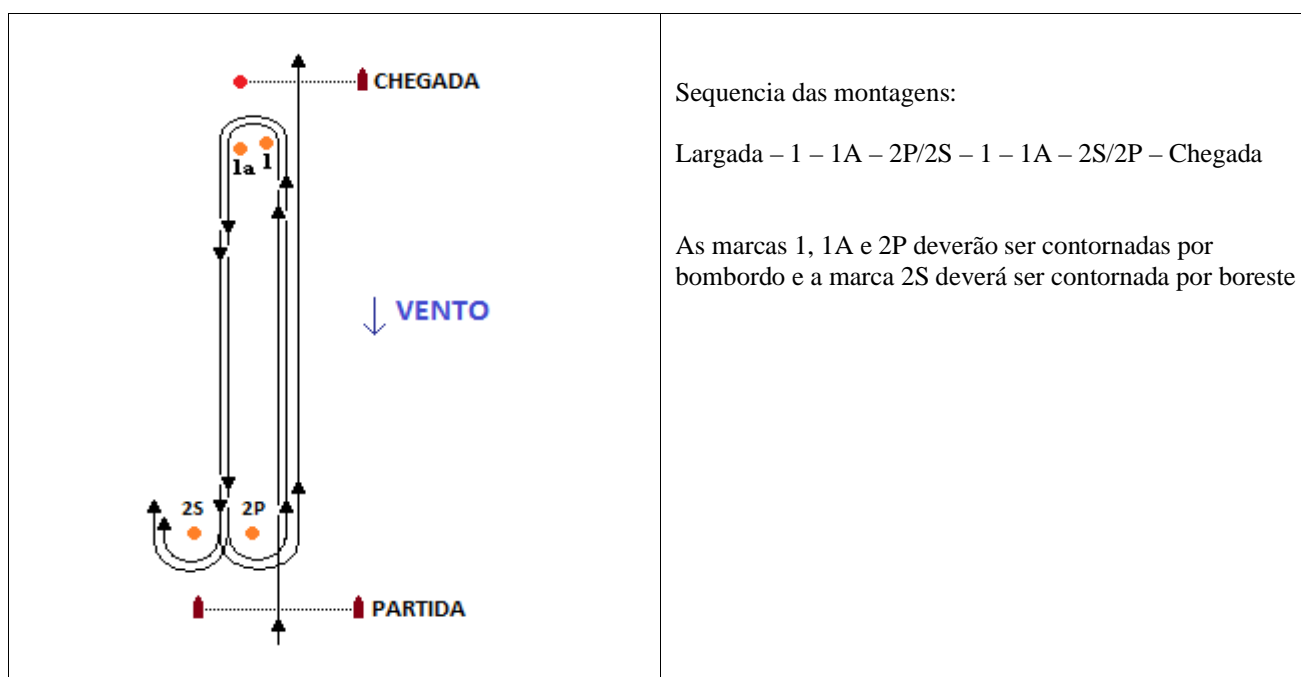 CHEGADA
1a 1
VENTO
2S 2P
PARTIDA
Sequencia das montagens:
Largada – 1 – 1A – 2P/2S – 1 – 1A – 2S/2P – Chegada
As marcas 1, 1A e 2P deverão ser contornadas por
bombordo e a marca 2S deverá ser contornada por boreste